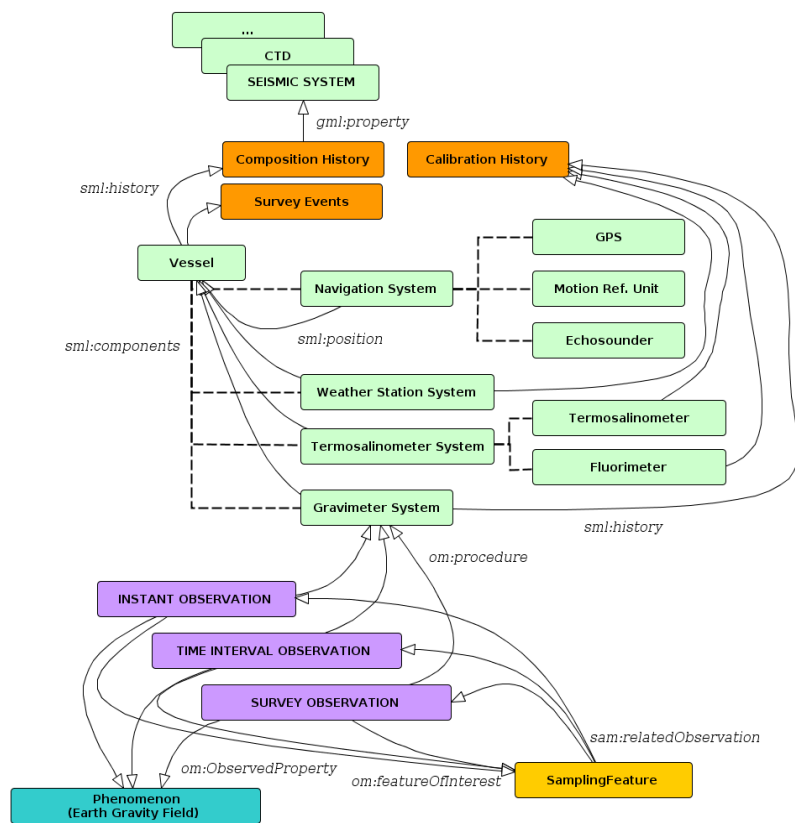 ...
CTD
SEISMIC SYSTEM
gml:property
Composition History
Calibration History
sml:history
Survey Events
GPS
Vessel
Navigation System
Motion Ref. Unit
sml:position
Echosounder
sml:components
Weather Station System
Termosalinometer
Termosalinometer System
Fluorimeter
Gravimeter System
sml:history
om:procedure
INSTANT OBSERVATION
TIME INTERVAL OBSERVATION
SURVEY OBSERVATION
sam:relatedObservation
om:ObservedProperty
om:featureOfInterest
SamplingFeature
Phenomenon
(Earth Gravity Field)